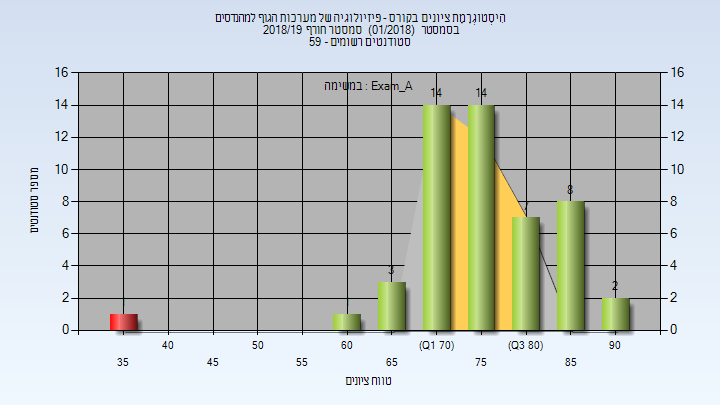 היסטוגרמת ציונים בקורס - פיזיולוגיה של מערכות הגוף למהנדסים
בסמסטר (01/2018) סמסטר חורף 2018/19
סטודנטים רשומים - 59
במשימה : Exam_A
מספר סטודנטים
16 14 12 10 8 6 4 2 0
16 14 12 10 8 6 4 2 0
3 14 14 8 2
40 45 50 60 (Q1 70) (Q3 80) 90
35 55 65 75 85
טווח ציונים